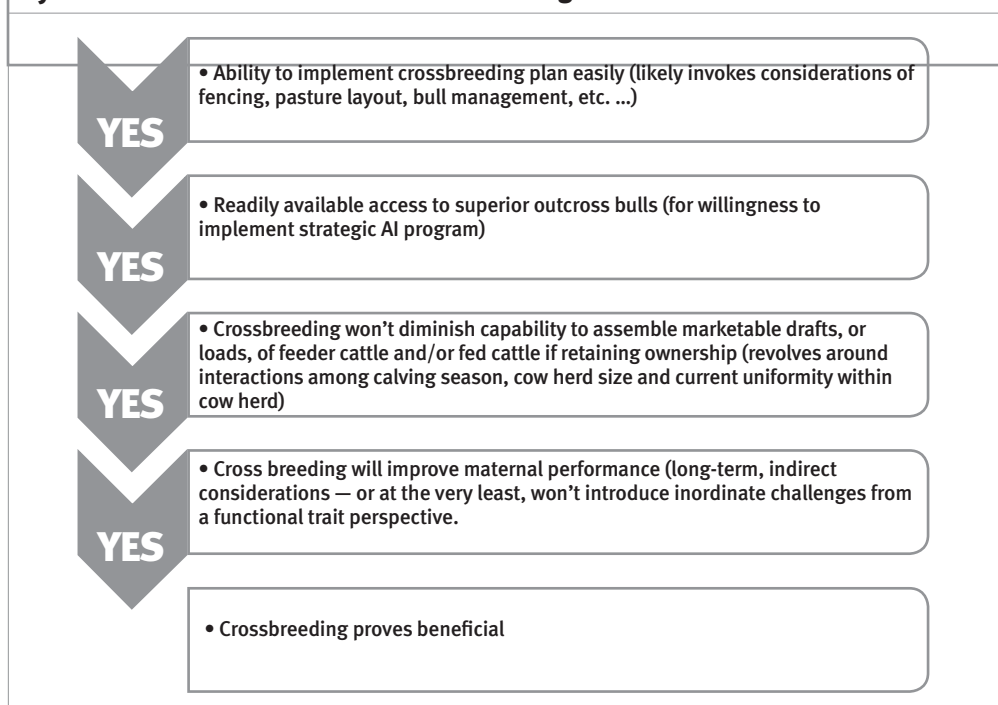 • Ability to implement crossbreeding plan easily (likely invokes considerations of
fencing, pasture layout, bull management, etc. ...)
YES
• Readily available access to superior outcross bulls (for willingness to
implement strategic AI program)
YES
• Crossbreeding won’t diminish capability to assemble marketable drafts, or
loads, of feeder cattle and/or fed cattle if retaining ownership (revolves around
interactions among calving season, cow herd size and current uniformity within
cow herd)
YES
• Cross breeding will improve maternal performance (long-term, indirect
considerations — or at the very least, won’t introduce inordinate challenges from
a functional trait perspective.
YES
• Crossbreeding proves beneficial